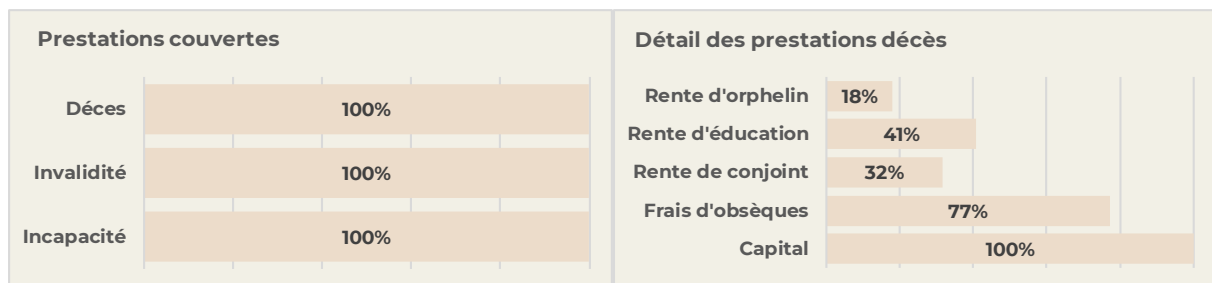 Prestations couvertes
Déces 100%
Invalidité 100%
Incapacité 100%
Détail des prestations décès
Rente d'orphelin 18%
Rente d'éducation 41%
Rente de conjoint 32%
Frais d'obsèques 77%
Capital 100%